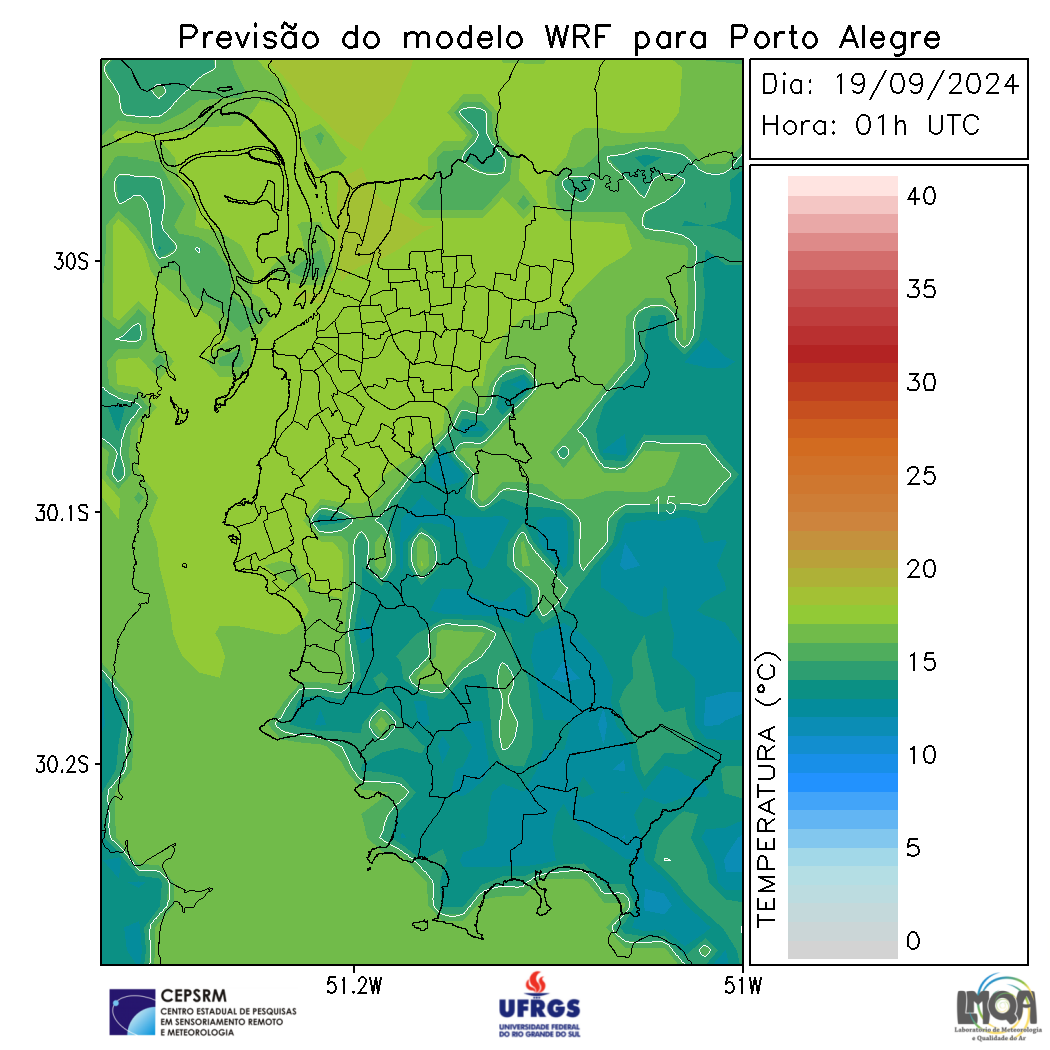 Previsão do modelo WRF para Porto Alegre
Dia: 19/09/2024
Hora: 01h UTC
30S
30.1S
30.2S
51.2W
51W
15
TEMPERATURA (°C)
40
35
30
25
20
15
10
5
0
CEPSRM
CENTRO ESTADUAL DE PESQUISAS
EM SENSORIAMENTO REMOTO
E METEOROLOGIA
UFRGS
UNIVERSIDADE FEDERAL
DO RIO GRANDE DO SUL
LMQA
Laboratório de Meteorologia
e Qualidade do Ar